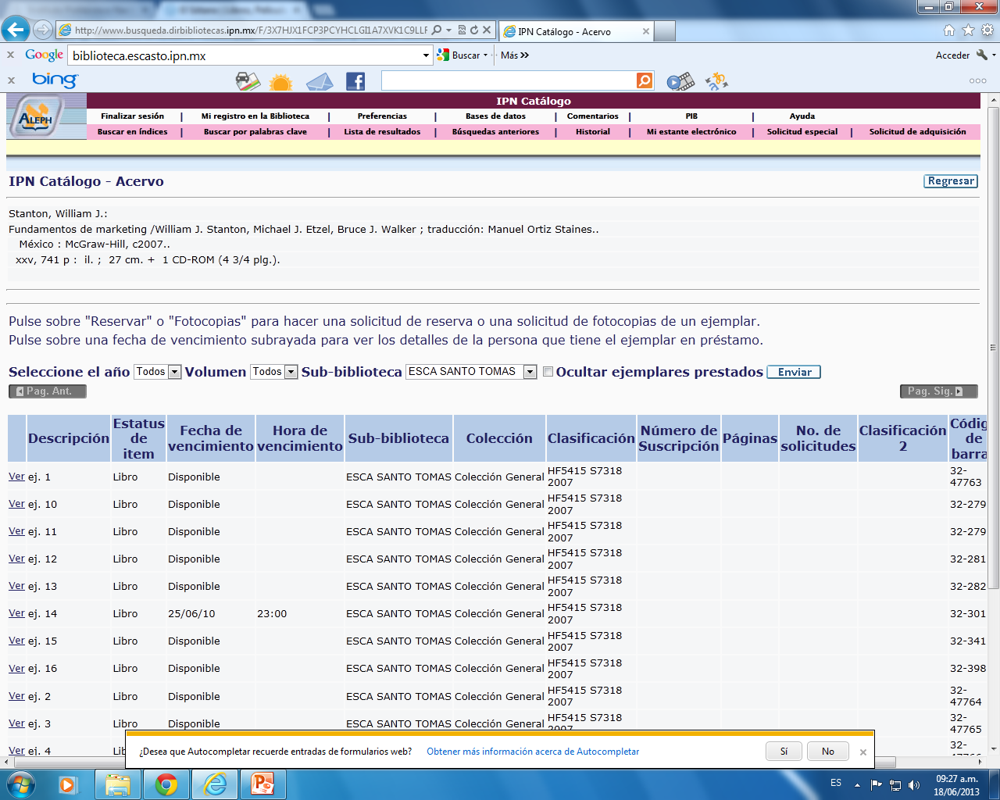 http://www.busqueda.dirbibliotecas.ipn.mx/F/3X7HJX1FCP3PCYHCLGI1A7XVK1C9LLF
IPN Catálogo - Acervo
x Google biblioteca.escasto.ipn.mx Buscar Más Acceder
x bing
IPN Catálogo
ALEPH
Finalizar sesión | Mi registro en la Biblioteca | Preferencias | Bases de datos | Comentarios | PIB | Ayuda
Buscar en índices | Buscar por palabras clave | Lista de resultados | Búsquedas anteriores | Historial | Mi estante electrónico | Solicitud especial | Solicitud de adquisición
IPN Catálogo - Acervo Regresar
Stanton, William J.:
Fundamentos de marketing /William J. Stanton, Michael J. Etzel, Bruce J. Walker ; traducción: Manuel Ortiz Staines..
México : McGraw-Hill, c2007..
xxv, 741 p : il. ; 27 cm. + 1 CD-ROM (4 3/4 plg.).
Pulse sobre "Reservar" o "Fotocopias" para hacer una solicitud de reserva o una solicitud de fotocopias de un ejemplar.
Pulse sobre una fecha de vencimiento subrayada para ver los detalles de la persona que tiene el ejemplar en préstamo.
Seleccione el año Todos Volumen Todos Sub-biblioteca ESCA SANTO TOMAS Ocultar ejemplares prestados Enviar
Pag. Ant. Pag. Sig.
Descripción Estatus de item Fecha de vencimiento Hora de vencimiento Sub-biblioteca Colección Clasificación Número de Suscripción Páginas No. de solicitudes Clasificación 2 Códig de barra
Ver ej. 1 Libro Disponible ESCA SANTO TOMAS Colección General HF5415 S7318 2007 32-47763
Ver ej. 10 Libro Disponible ESCA SANTO TOMAS Colección General HF5415 S7318 2007 32-279
Ver ej. 11 Libro Disponible ESCA SANTO TOMAS Colección General HF5415 S7318 2007 32-279
Ver ej. 12 Libro Disponible ESCA SANTO TOMAS Colección General HF5415 S7318 2007 32-281
Ver ej. 13 Libro Disponible ESCA SANTO TOMAS Colección General HF5415 S7318 2007 32-282
Ver ej. 14 Libro 25/06/10 23:00 ESCA SANTO TOMAS Colección General HF5415 S7318 2007 32-301
Ver ej. 15 Libro Disponible ESCA SANTO TOMAS Colección General HF5415 S7318 2007 32-341
Ver ej. 16 Libro Disponible ESCA SANTO TOMAS Colección General HF5415 S7318 2007 32-398
Ver ej. 2 Libro Disponible ESCA SANTO TOMAS Colección General HF5415 S7318 2007 32-47764
Ver ej. 3 Libro Disponible ESCA SANTO TOMAS Colección General HF5415 S7318 32-47765
Ver ej. 4
¿Desea que Autocompletar recuerde entradas de formularios web? Obtener más información acerca de Autocompletar Sí No
ES 09:27 a.m.
18/06/2013